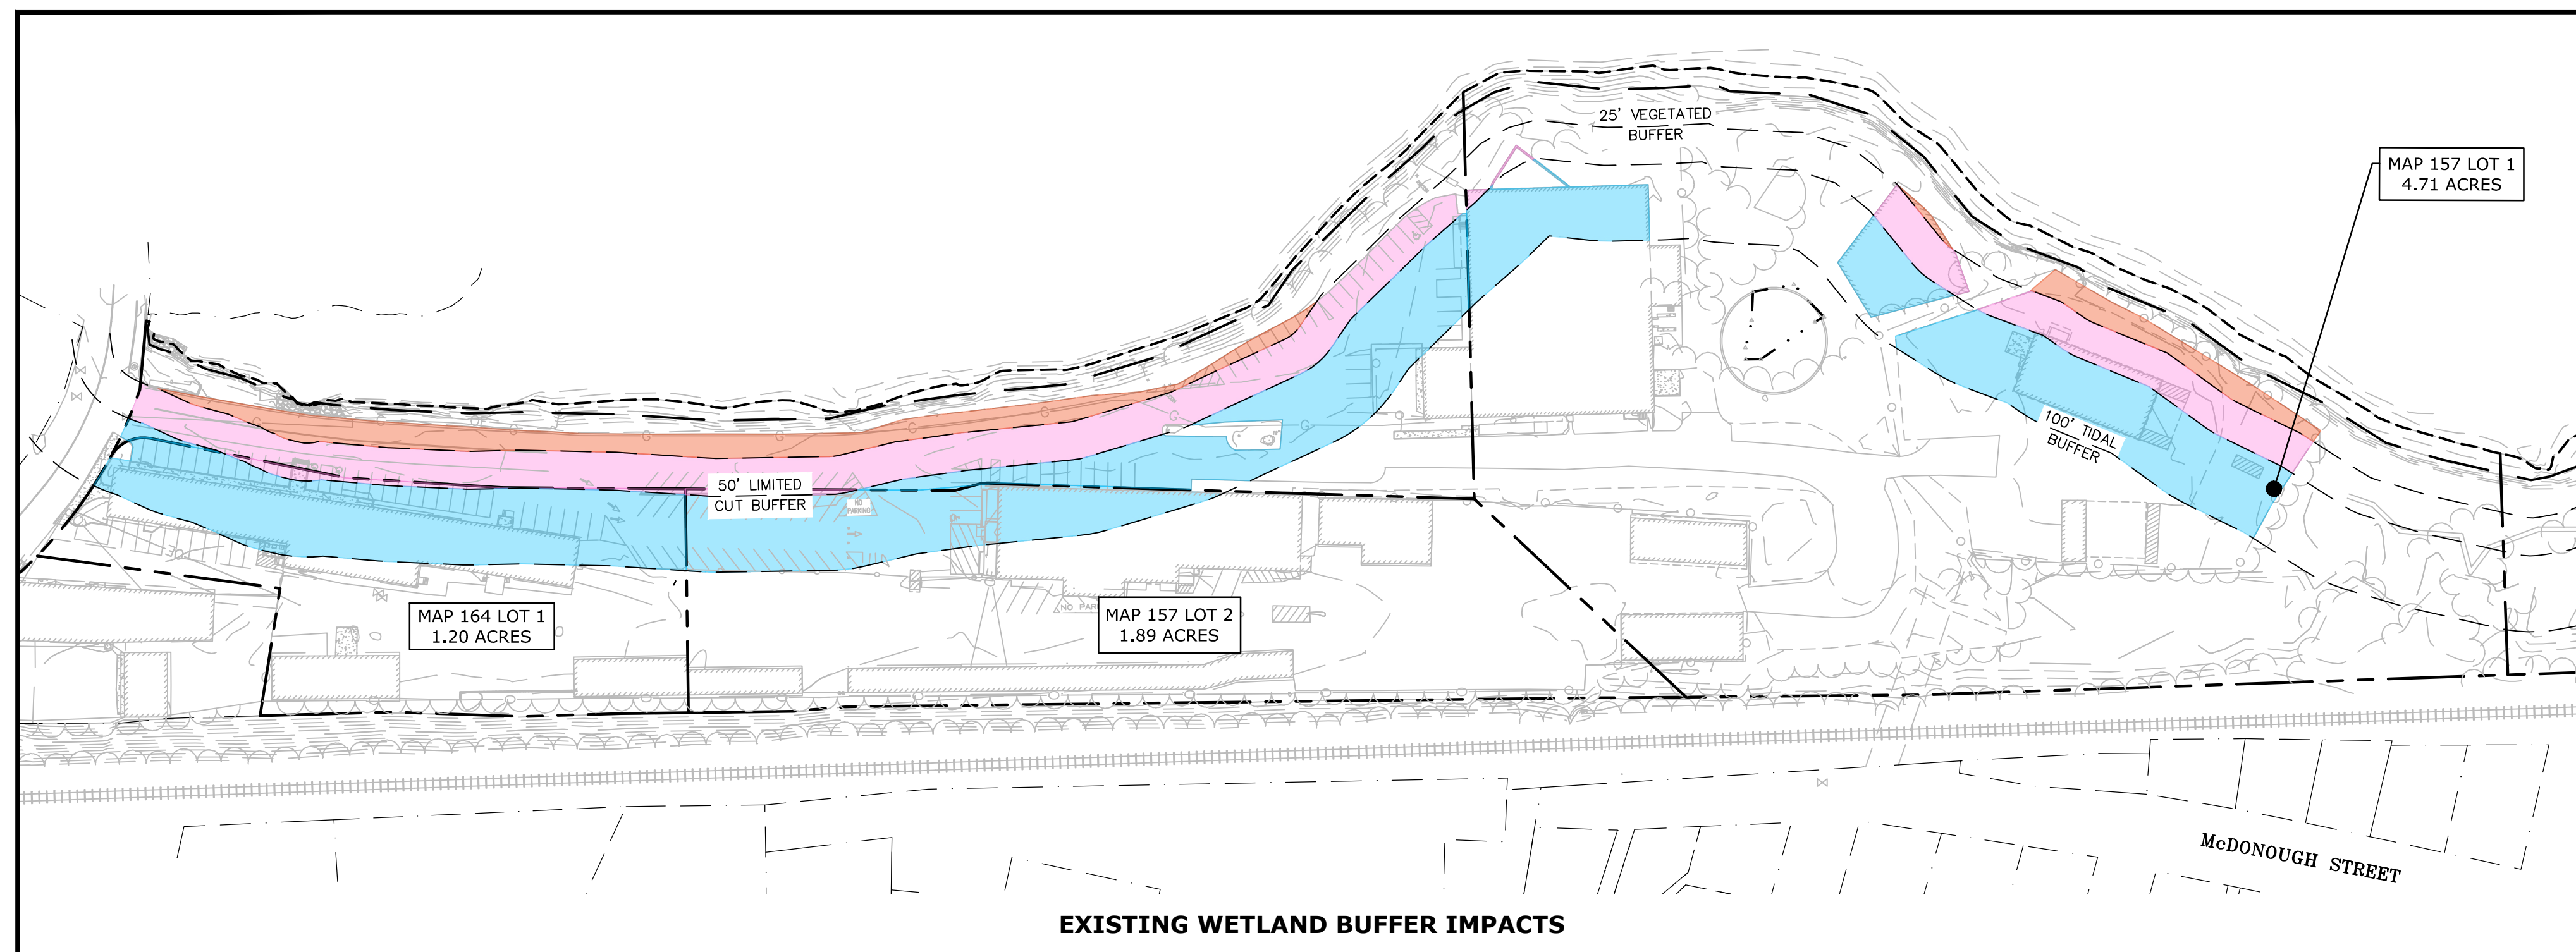 25' VEGETATED
BUFFER
MAP 157 LOT 1
4.71 ACRES
50' LIMITED
CUT BUFFER
NO
PARKING
100' TIDAL
BUFFER
MAP 164 LOT 1
1.20 ACRES
NO PAR
MAP 157 LOT 2
1.89 ACRES
McDONOUGH STREET
EXISTING WETLAND BUFFER IMPACTS